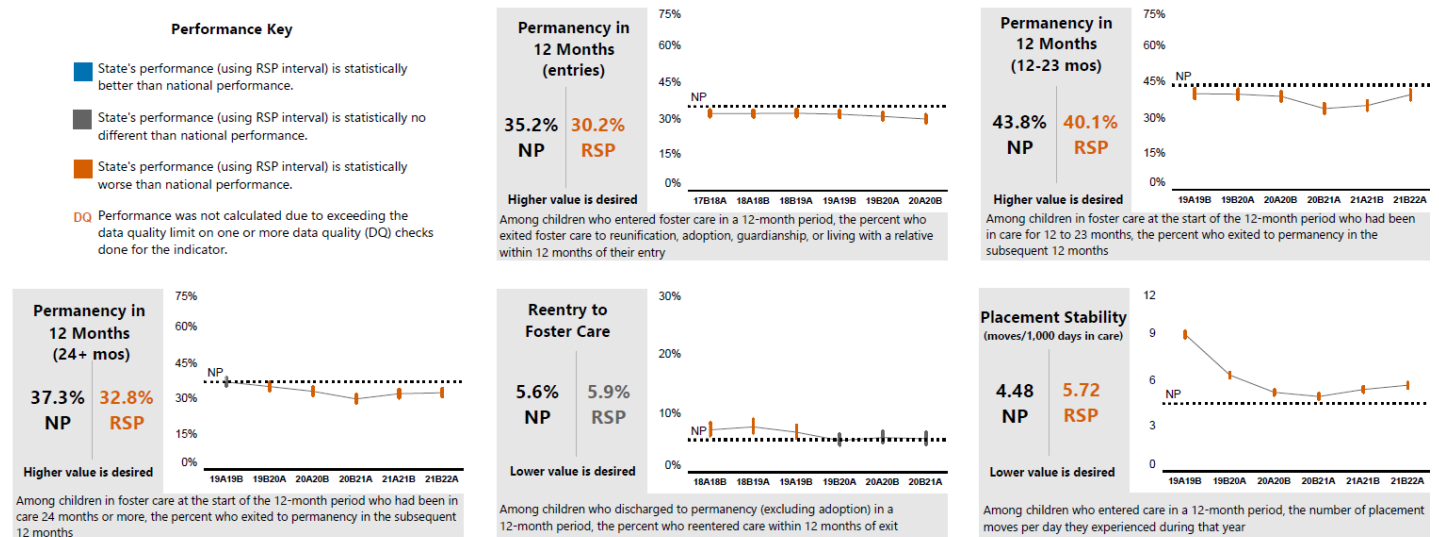 Performance Key
State's performance (using RSP interval) is statistically
better than national performance.
State's performance (using RSP interval) is statistically no
different than national performance.
State's performance (using RSP interval) is statistically
worse than national performance.
DQ Performance was not calculated due to exceeding the
data quality limit on one or more data quality (DQ) checks
done for the indicator.
Permanency in
12 Months
(entries)
35.2% 30.2%
NP RSP
Higher value is desired
75%
60%
45%
NP
30%
15%
0%
17B18A 18A18B 18B19A 19A19B 19B20A 20A20B
Among children who entered foster care in a 12-month period, the percent who
exited foster care to reunification, adoption, guardianship, or living with a relative
within 12 months of their entry
Permanency in
12 Months
(12-23 mos)
43.8% 40.1%
NP RSP
Higher value is desired
75%
60%
NP
45%
30%
15%
0%
19A19B 19B20A 20A20B 20B21A 21A21B 21B22A
Among children in foster care at the start of the 12-month period who had been
in care for 12 to 23 months, the percent who exited to permanency in the
subsequent 12 months
Permanency in
12 Months
(24+ mos)
37.3% 32.8%
NP RSP
Higher value is desired
75%
60%
45%
NP
30%
15%
0%
19A19B 19B20A 20A20B 20B21A 21A21B 21B22A
Among children in foster care at the start of the 12-month period who had been in
care 24 months or more, the percent who exited to permanency in the subsequent
12 months
Reentry to
Foster Care
5.6% 5.9%
NP RSP
Lower value is desired
30%
20%
10%
NP
0%
18A18B 18B19A 19A19B 19B20A 20A20B 20B21A
Among children who discharged to permanency (excluding adoption) in a
12-month period, the percent who reentered care within 12 months of exit
Placement Stability
(moves/1,000 days in care)
4.48 5.72
NP RSP
Lower value is desired
12
9
6
NP
3
0
19A19B 19B20A 20A20B 20B21A 21A21B 21B22A
Among children who entered care in a 12-month period, the number of placement
moves per day they experienced during that year